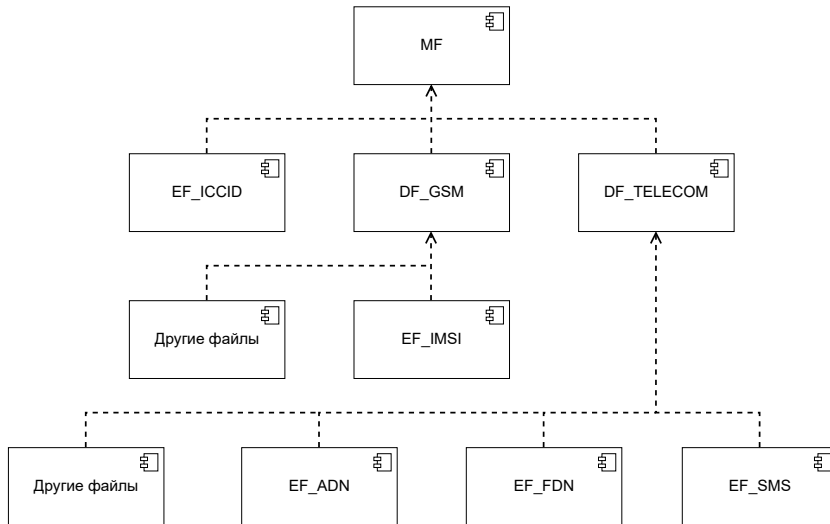 MF
EF_ICCID
DF_GSM
DF_TELECOM
Другие файлы
EF_IMSI
Другие файлы
EF_ADN
EF_FDN
EF_SMS